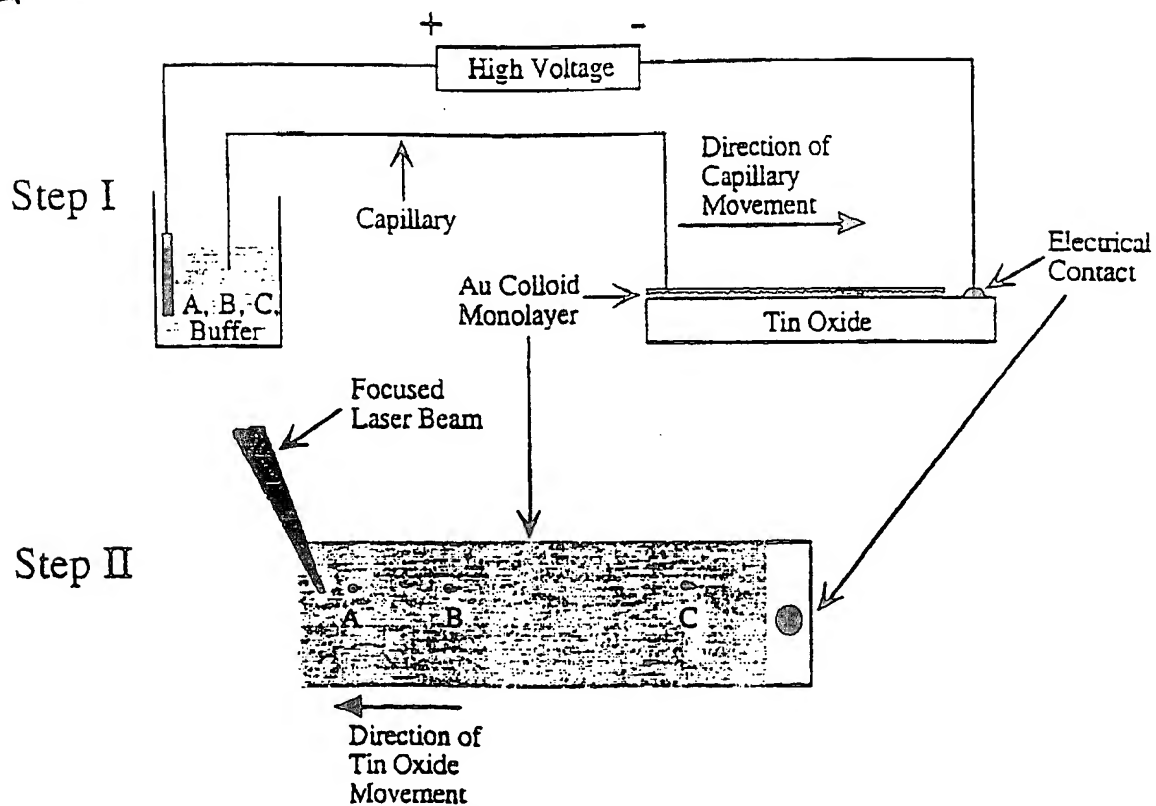 + -
High Voltage
Step I
Direction of
Capillary
Movement
Capillary
Electrical
Contact
A, B, C,
Buffer
Au Colloid
Monolayer
Tin Oxide
Focused
Laser Beam
Step II
A B C
Direction of
Tin Oxide
Movement